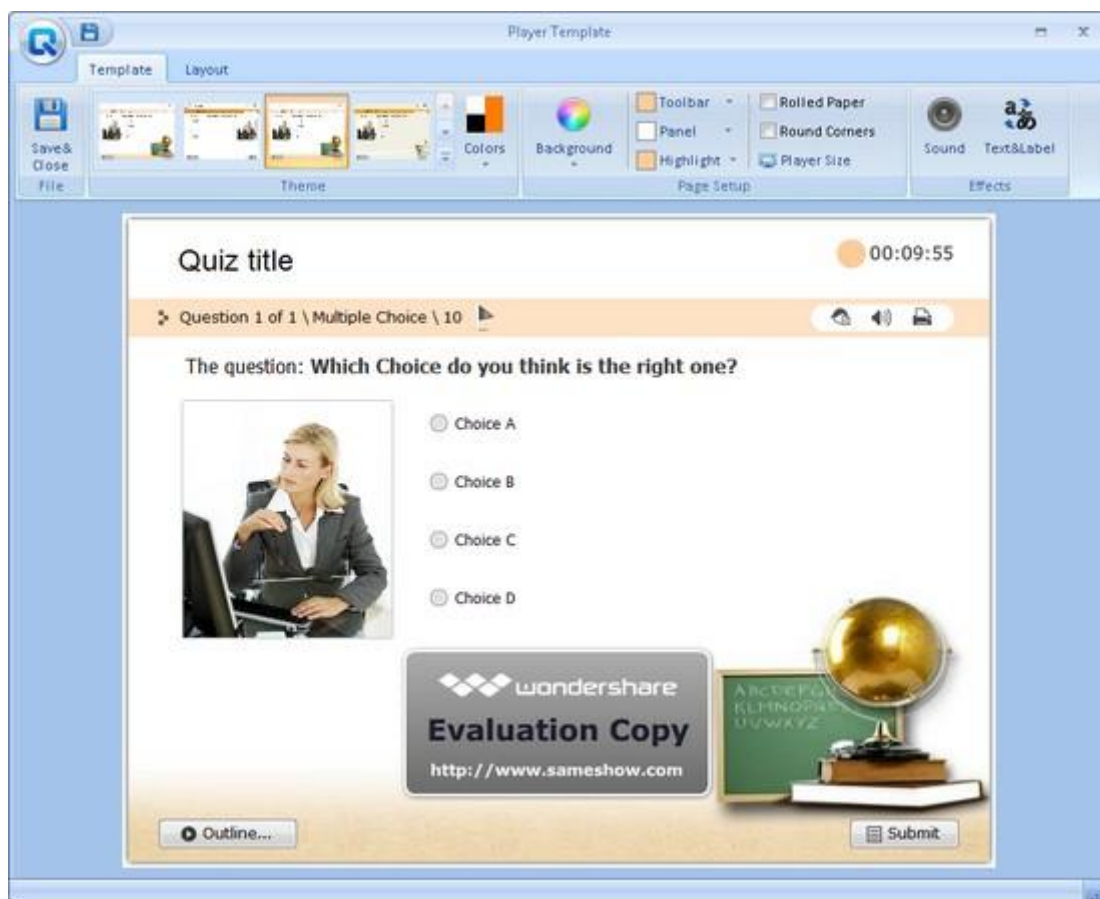 Player Template
Template Layout
Save&
Close
File
Theme
Colors
Background
Toolbar
Panel
Highlight
Rolled Paper
Round Corners
Player Size
Page Setup
Sound
Text&Label
Effects
Quiz title
00:09:55
Question 1 of 1 \ Multiple Choice \ 10
The question: Which Choice do you think is the right one?
Choice A
Choice B
Choice C
Choice D
wondershare
Evaluation Copy
http://www.sameshow.com
ABCDEFG
KLMNOP
UVWXYZ
Outline...
Submit